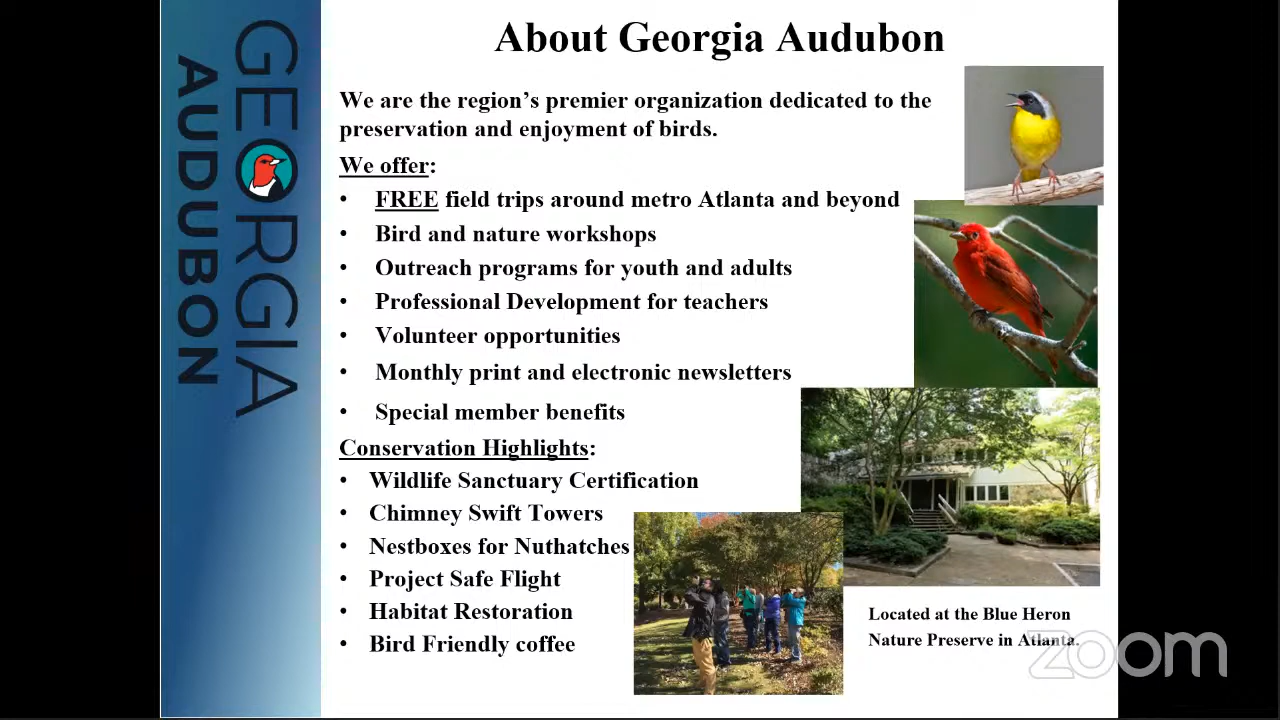 GEORGIA
AUDUBON
About Georgia Audubon
We are the region's premier organization dedicated to the
preservation and enjoyment of birds.
We offer:
• FREE field trips around metro Atlanta and beyond
• Bird and nature workshops
• Outreach programs for youth and adults
• Professional Development for teachers
• Volunteer opportunities
• Monthly print and electronic newsletters
• Special member benefits
Conservation Highlights:
• Wildlife Sanctuary Certification
• Chimney Swift Towers
• Nestboxes for Nuthatches
• Project Safe Flight
• Habitat Restoration
• Bird Friendly coffee
Located at the Blue Heron
Nature Preserve in Atlanta.
zoom